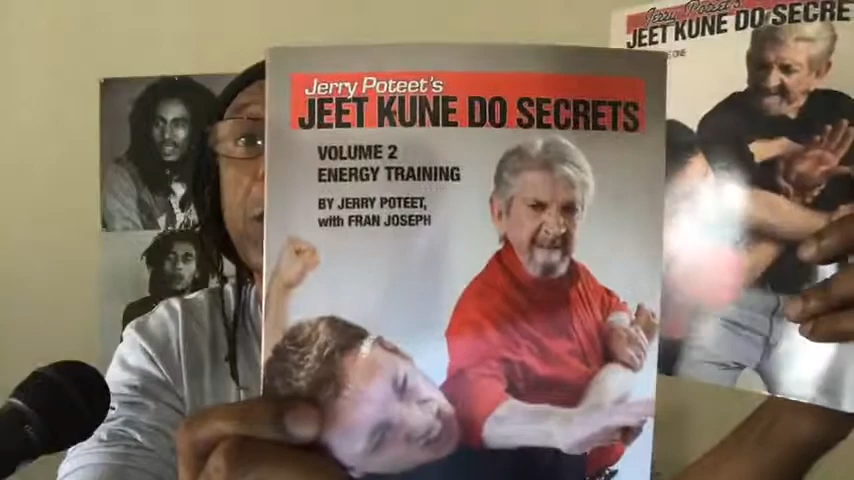 Jerry Poteet's
JEET KUNE DO SECRETS
VOLUME 2
ENERGY TRAINING
BY JERRY POTEET,
with FRAN JOSEPH
Jerry Poteet's
JEET KUNE DO SECRE